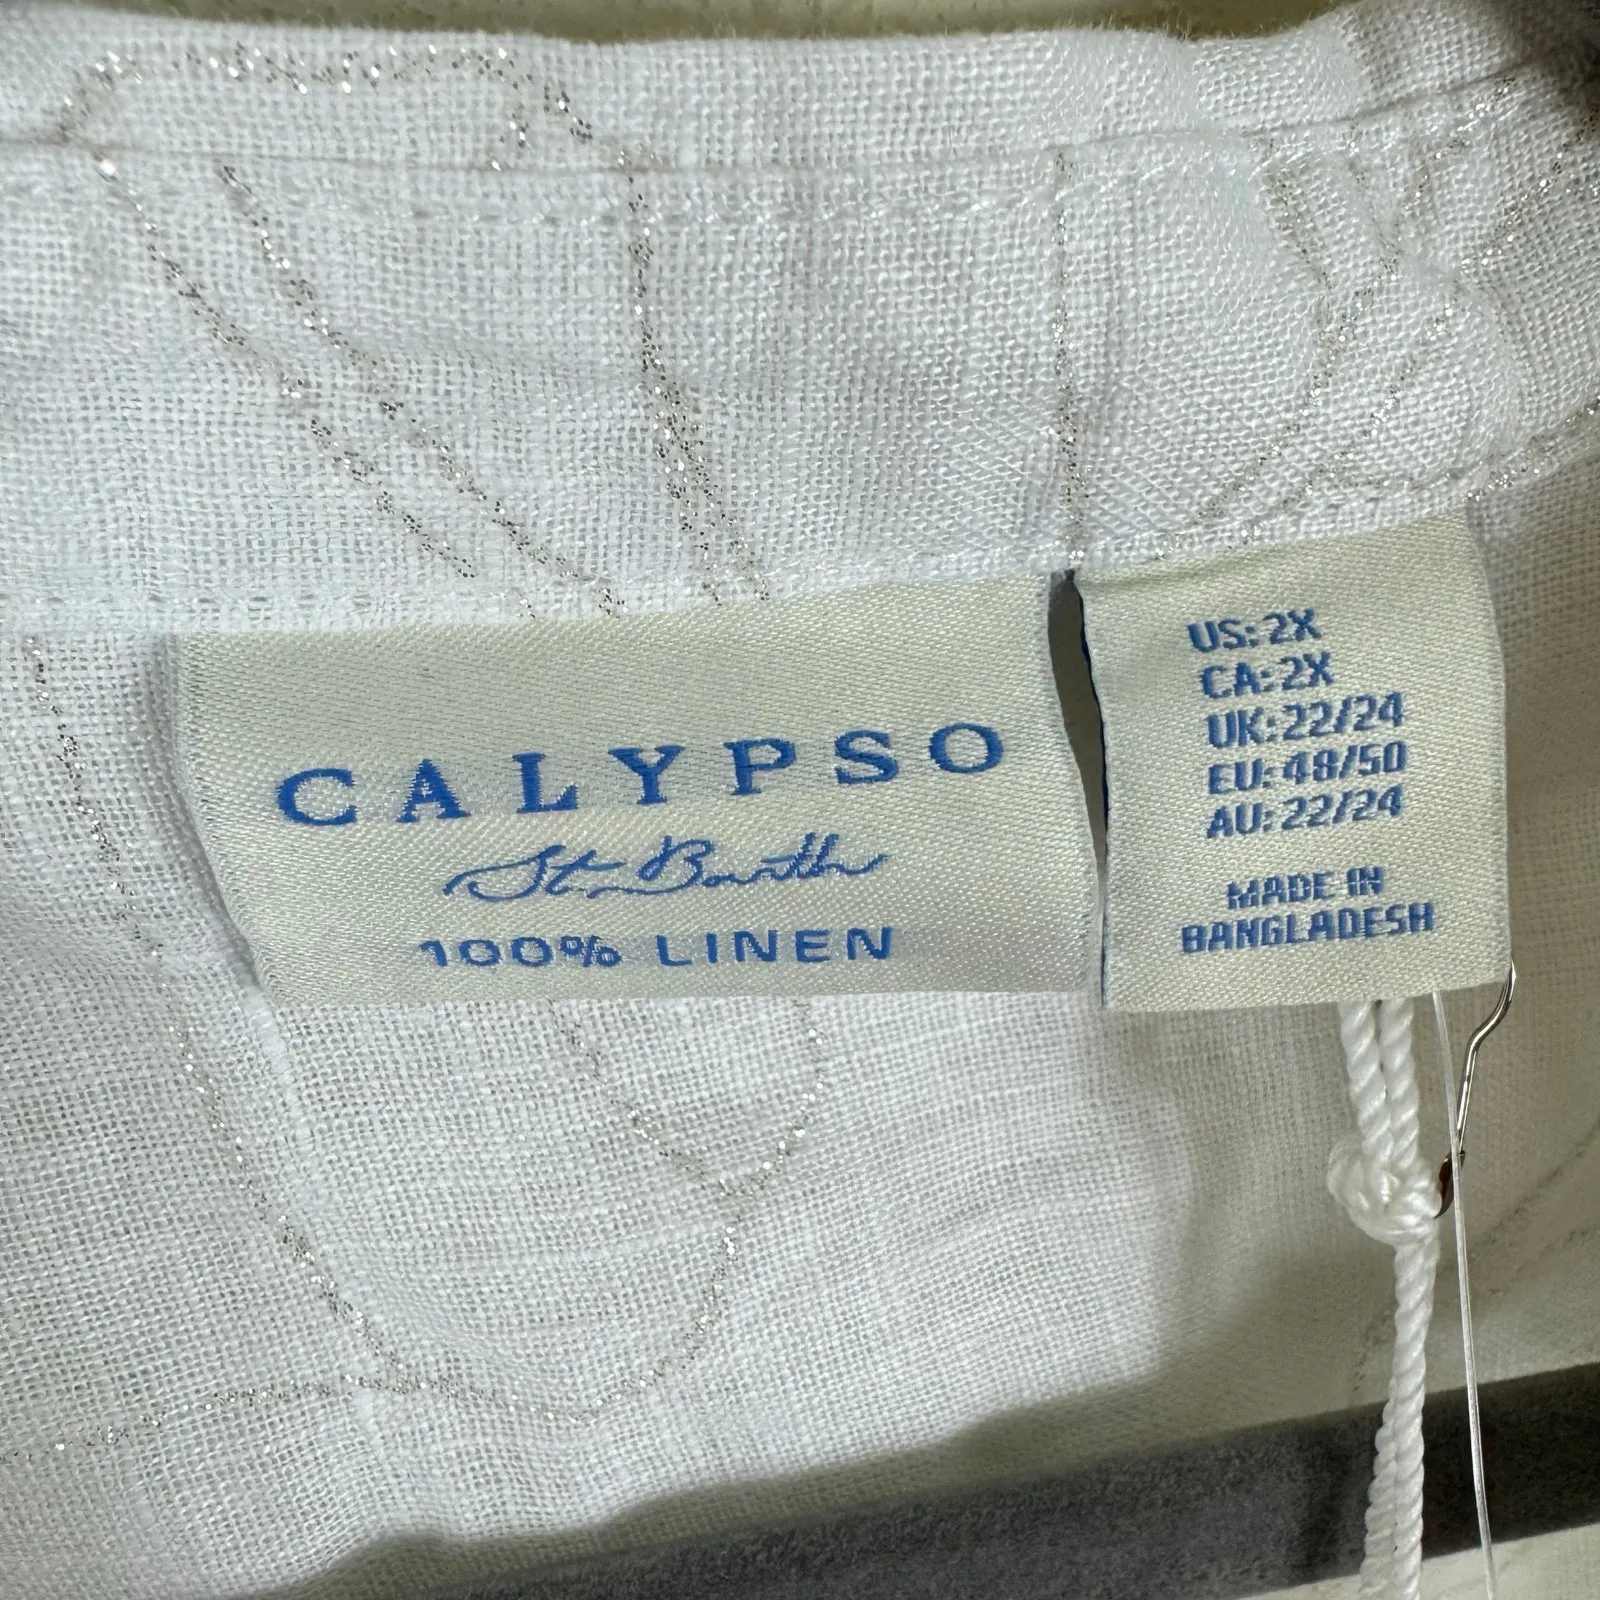 CALYPSO
St. Barth
100% LINEN
US: 2X
CA: 2X
UK: 22/24
EU: 48/50
AU: 22/24
MADE IN
BANGLADESH